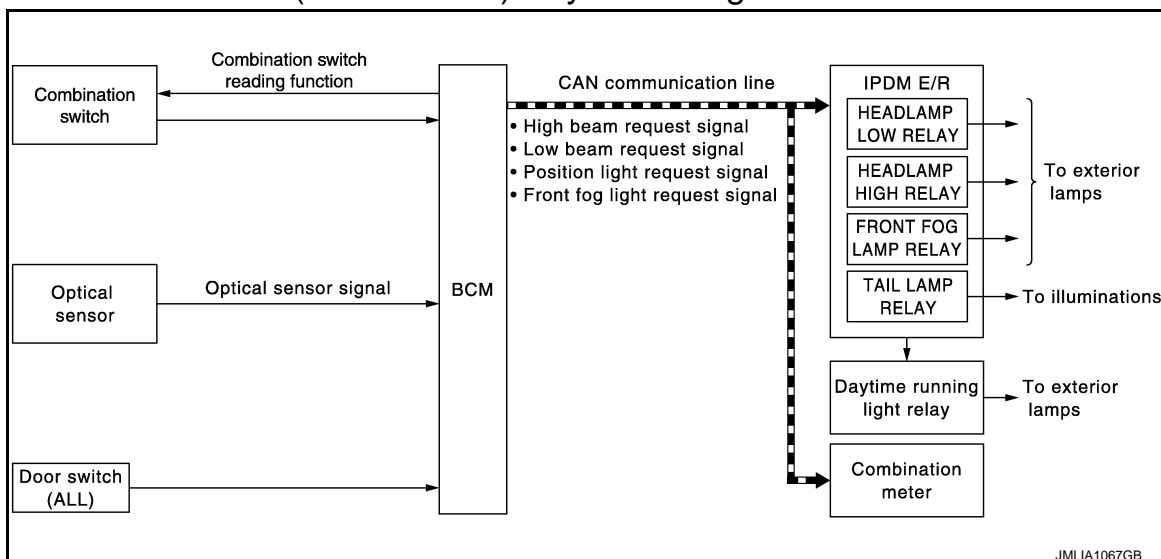 Combination switch
reading function
Combination
switch
CAN communication line
• High beam request signal
• Low beam request signal
• Position light request signal
• Front fog light request signal
IPDM E/R
HEADLAMP
LOW RELAY
HEADLAMP
HIGH RELAY
FRONT FOG
LAMP RELAY
TAIL LAMP
RELAY
To exterior
lamps
To illuminations
Optical
sensor
Optical sensor signal
BCM
Daytime running
light relay
To exterior
lamps
Door switch
(ALL)
Combination
meter
JMLIA1067GB